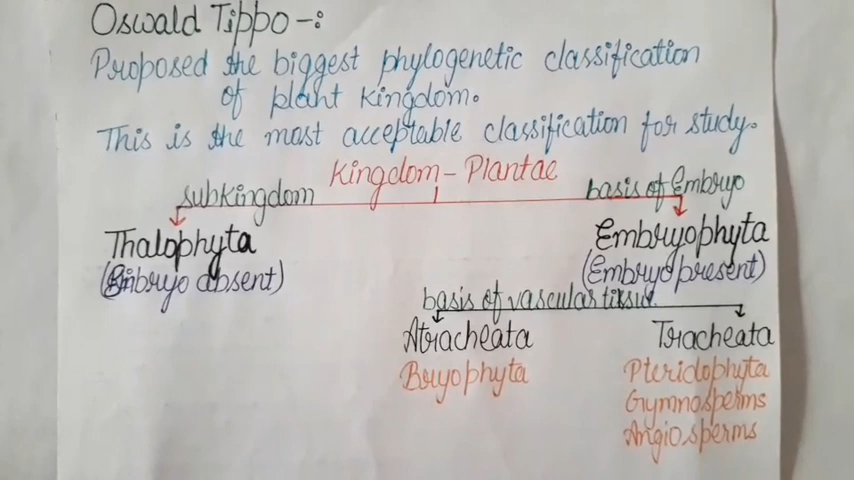 Oswald Tippo -:
Proposed the biggest phylogenetic classification
of plant kingdom.
This is the most acceptable classification for study.
Kingdom - Plantae
subkingdom
basis of Embryo
Thalophyta
Embryophyta
(Embryo absent)
(Embryo present)
basis of vascular tissue
Atracheata
Tracheata
Bryophyta
Pteridophyta
Gymnosperms
Angiosperms